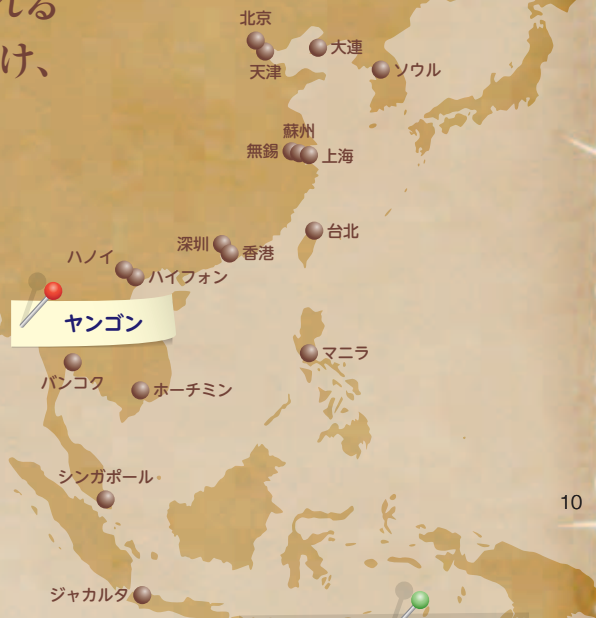 れる
け、
北京
大連
天津
ソウル
蘇州
無錫
上海
台北
深圳
香港
ハノイ
ハイフォン
ヤンゴン
マニラ
バンコク
ホーチミン
シンガポール
10
ジャカルタ